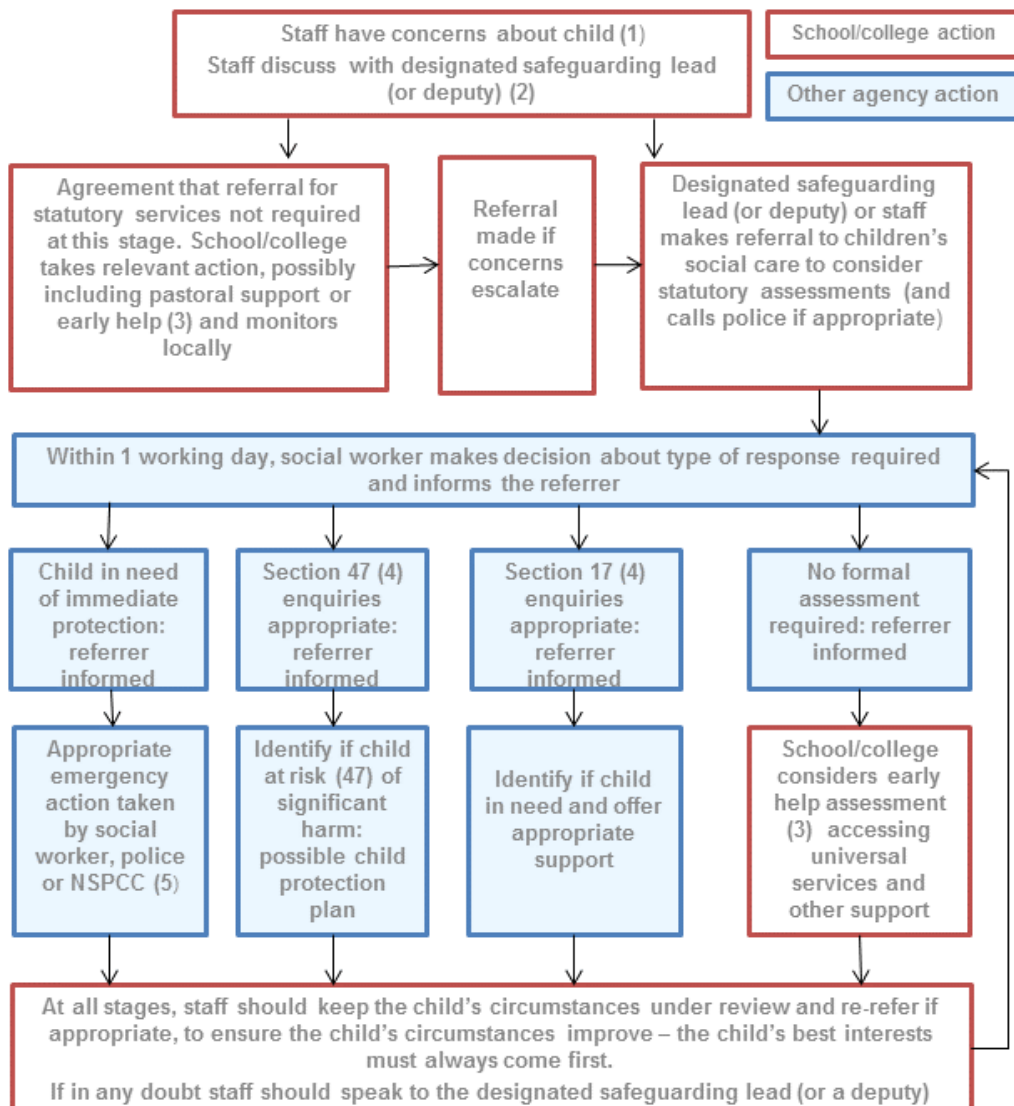 Staff have concerns about child (1)
Staff discuss with designated safeguarding lead
(or deputy) (2)
School/college action
Other agency action
Agreement that referral for
statutory services not required
at this stage. School/college
takes relevant action, possibly
including pastoral support or
early help (3) and monitors
locally
Referral
made if
concerns
escalate
Designated safeguarding
lead (or deputy) or staff
makes referral to children's
social care to consider
statutory assessments (and
calls police if appropriate)
Within 1 working day, social worker makes decision about type of response required
and informs the referrer
Child in need
of immediate
protection:
referrer
informed
Section 47 (4)
enquiries
appropriate:
referrer
informed
Section 17 (4)
enquiries
appropriate:
referrer
informed
No formal
assessment
required: referrer
informed
Appropriate
emergency
action taken
by social
worker, police
or NSPCC (5)
Identify if child
at risk (47) of
significant
harm:
possible child
protection
plan
Identify if child
in need and offer
appropriate
support
School/college
considers early
help assessment
(3) accessing
universal
services and
other support
At all stages, staff should keep the child's circumstances under review and re-refer if
appropriate, to ensure the child's circumstances improve – the child's best interests
must always come first.
If in any doubt staff should speak to the designated safeguarding lead (or a deputy)